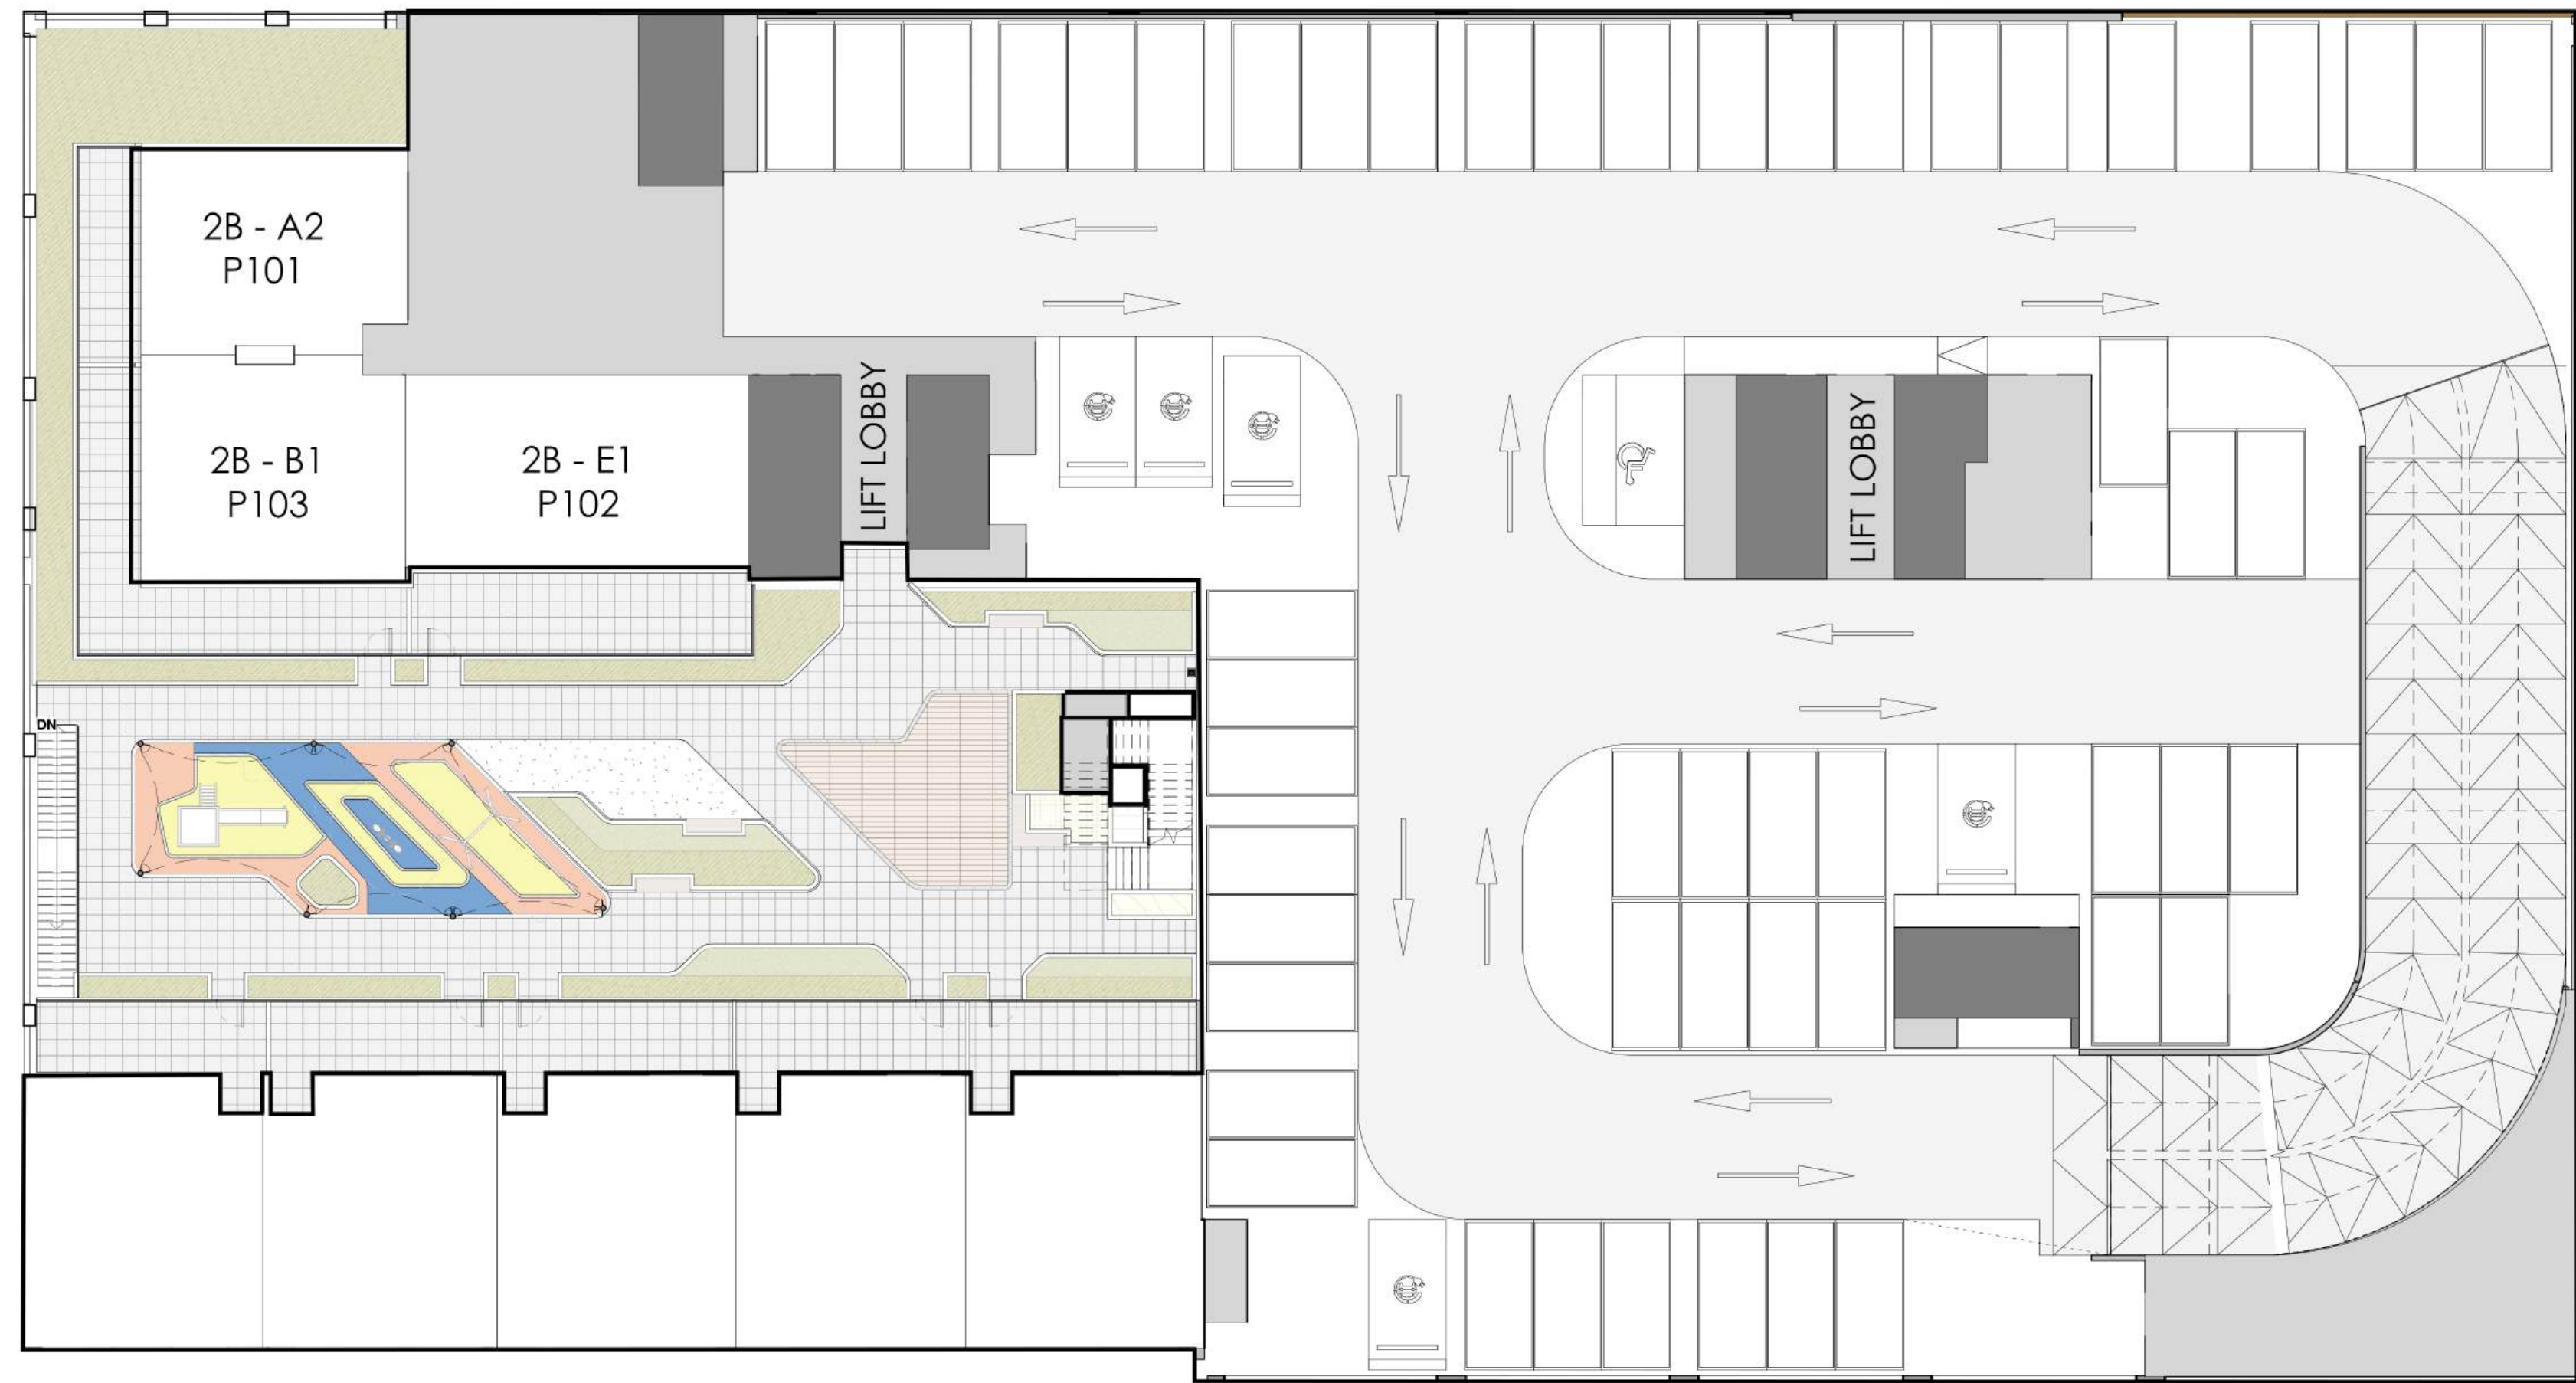 2B - A2
P101
2B - B1
P103
2B - E1
P102
LIFT LOBBY
LIFT LOBBY
DN